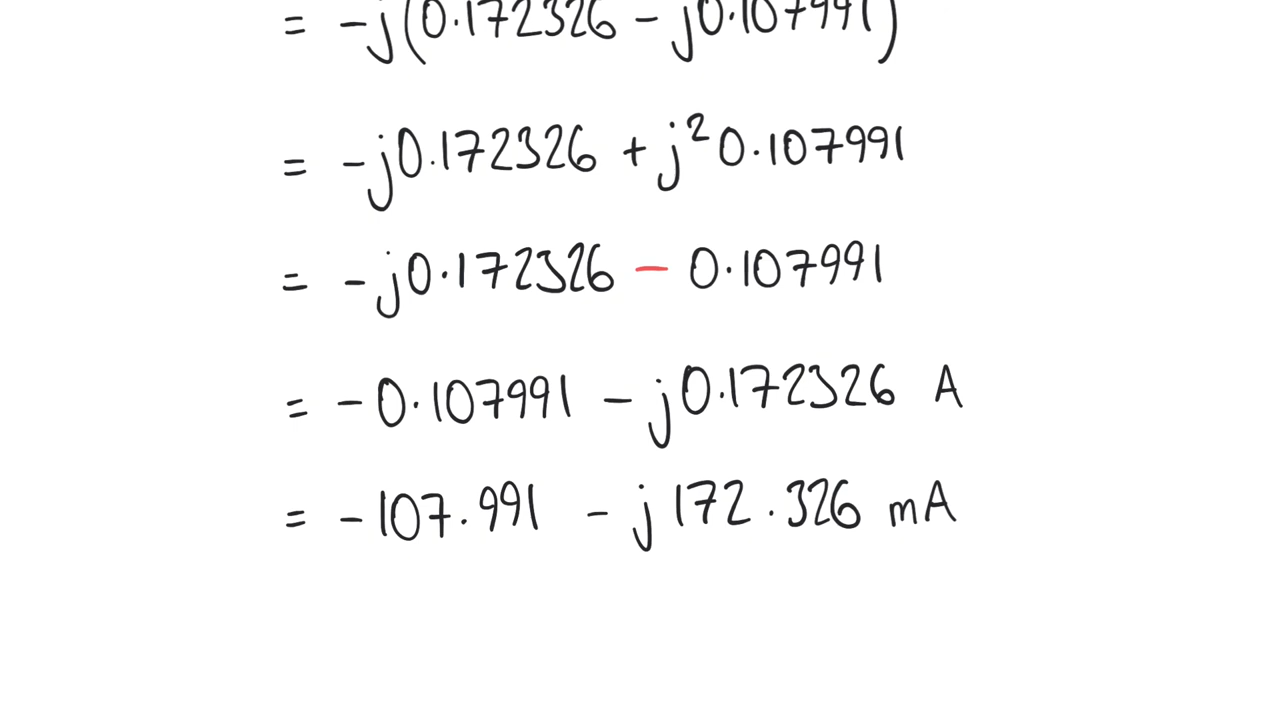 = -j(0.172326 - j0.107991)
= -j0.172326 + j²0.107991
= -j0.172326 - 0.107991
= -0.107991 - j0.172326 A
= -107.991 - j172.326 mA